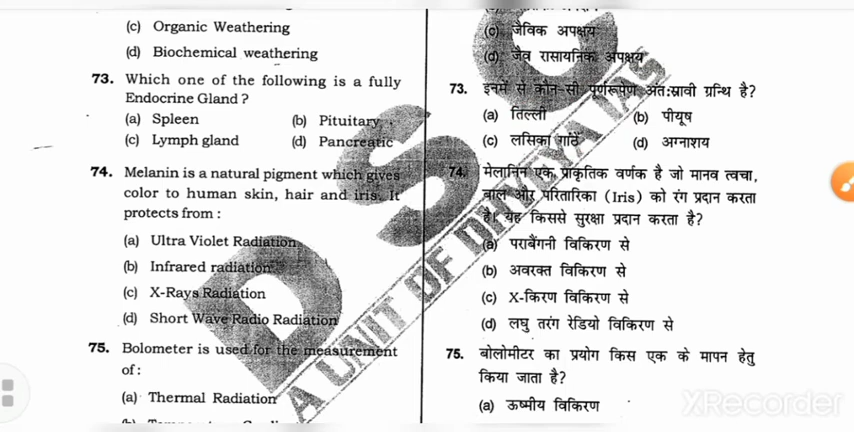 (c) Organic Weathering
(d) Biochemical weathering
73. Which one of the following is a fully
Endocrine Gland ?
(a) Spleen (b) Pituitary
(c) Lymph gland (d) Pancreatic
74. Melanin is a natural pigment which gives
color to human skin, hair and iris. It
protects from :
(a) Ultra Violet Radiation
(b) Infrared radiation
(c) X-Rays Radiation
(d) Short Wave Radio Radiation
75. Bolometer is used for the measurement
of :
(a) Thermal Radiation
(c) जैविक अपक्षय
(d) जैव रासायनिक अपक्षय
73. इनमें से कौन-सी पूर्णरूपेण अंतःस्रावी ग्रन्थि है?
(a) तिल्ली (b) पीयूष
(c) लसिका गाठें (d) अग्नाशय
74. मेलानिन एक प्राकृतिक वर्णक है जो मानव त्वचा,
बाल और परितारिका (Iris) को रंग प्रदान करता
है। यह किससे सुरक्षा प्रदान करता है?
(a) पराबैंगनी विकिरण से
(b) अवरक्त विकिरण से
(c) X-किरण विकिरण से
(d) लघु तरंग रेडियो विकिरण से
75. बोलोमीटर का प्रयोग किस एक के मापन हेतु
किया जाता है?
(a) ऊष्मीय विकिरण
DSC
A UNIT OF DHYEYA IAS
XRecorder